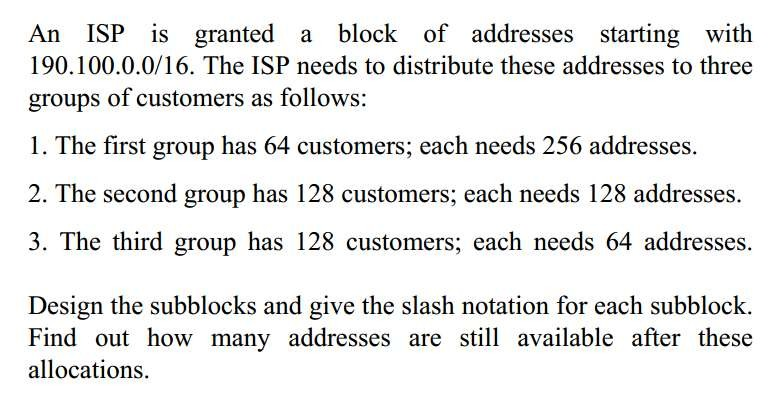 An ISP is granted a block of addresses starting with
190.100.0.0/16. The ISP needs to distribute these addresses to three
groups of customers as follows:
1. The first group has 64 customers; each needs 256 addresses.
2. The second group has 128 customers; each needs 128 addresses.
3. The third group has 128 customers; each needs 64 addresses.
Design the subblocks and give the slash notation for each subblock.
Find out how many addresses are still available after these
allocations.